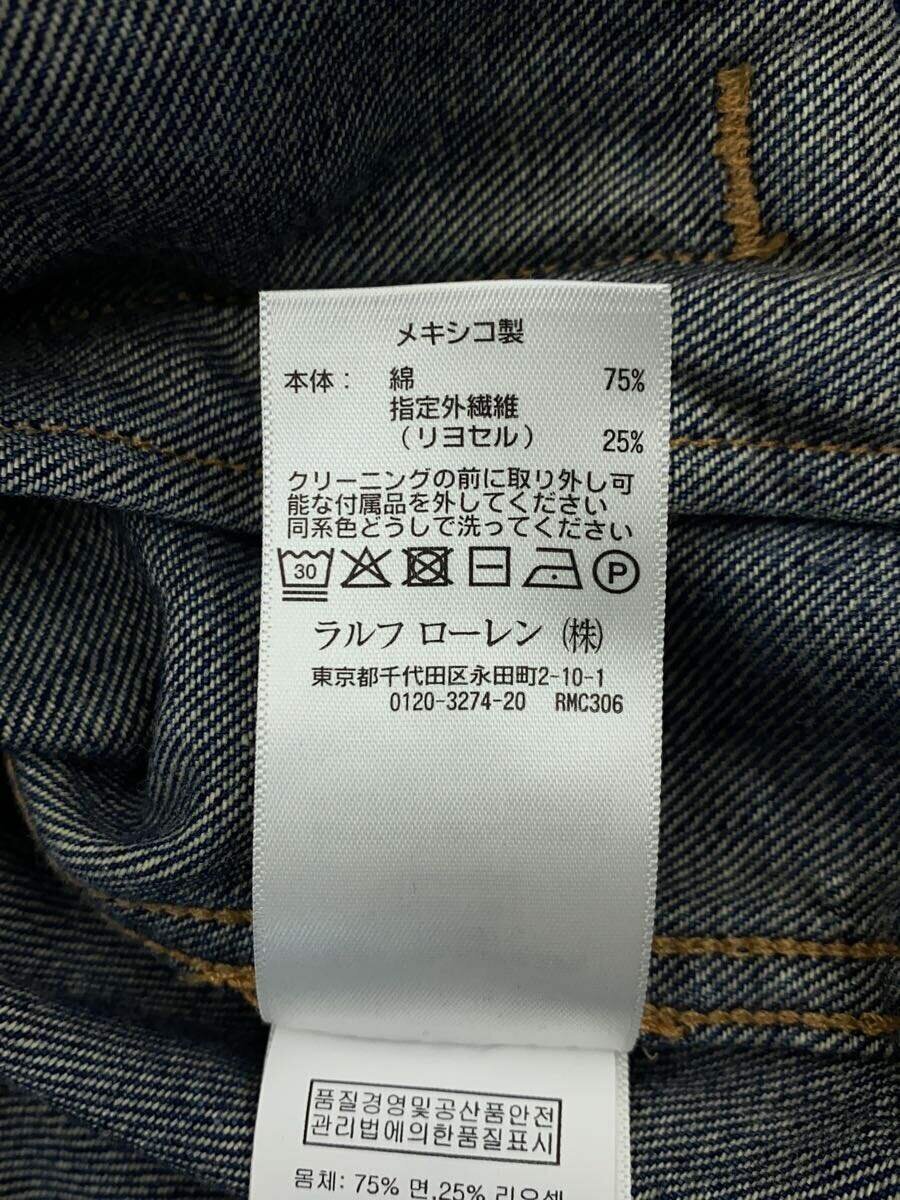 メキシコ製
本体： 綿 75%
指定外繊維
（リヨセル） 25%
クリーニングの前に取り外し可
能な付属品を外してください
同系色どうしで洗ってください
30 P
ラルフ ローレン（株）
東京都千代田区永田町2-10-1
0120-3274-20 RMC306
품질경영및공산품안전
관리법에의한품질표시
몸체: 75% 면,25% 리오셀